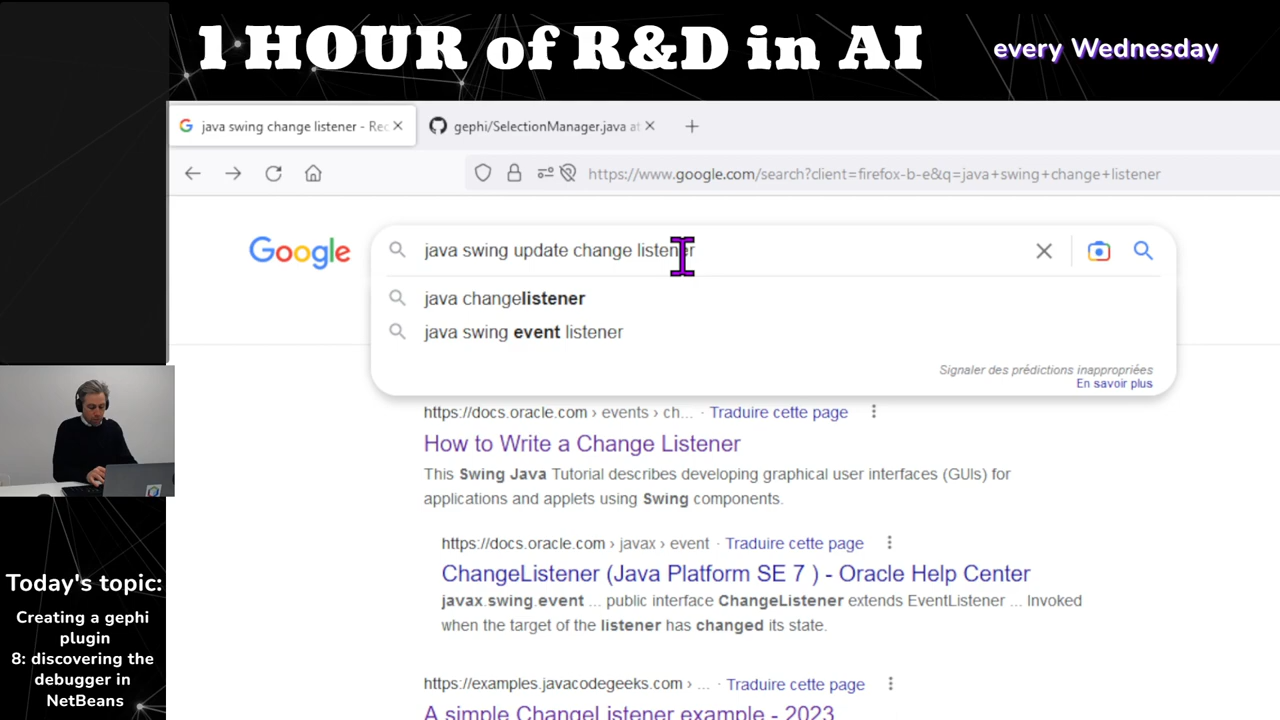 1 HOUR of R&D in AI
every Wednesday
java swing change listener - Rec
gephi/SelectionManager.java at
https://www.google.com/search?client=firefox-b-e&q=java+swing+change+listener
Google
java swing update change listener
java changelistener
java swing event listener
Signaler des prédictions inappropriées
En savoir plus
https://docs.oracle.com › events › ch... · Traduire cette page
How to Write a Change Listener
This Swing Java Tutorial describes developing graphical user interfaces (GUIs) for
applications and applets using Swing components.
https://docs.oracle.com › javax › event · Traduire cette page
ChangeListener (Java Platform SE 7 ) - Oracle Help Center
javax.swing.event ... public interface ChangeListener extends EventListener ... Invoked
when the target of the listener has changed its state.
https://examples.javacodegeeks.com › ... · Traduire cette page
A simple ChangeListener example - 2023
Today's topic:
Creating a gephi
plugin
8: discovering the
debugger in
NetBeans